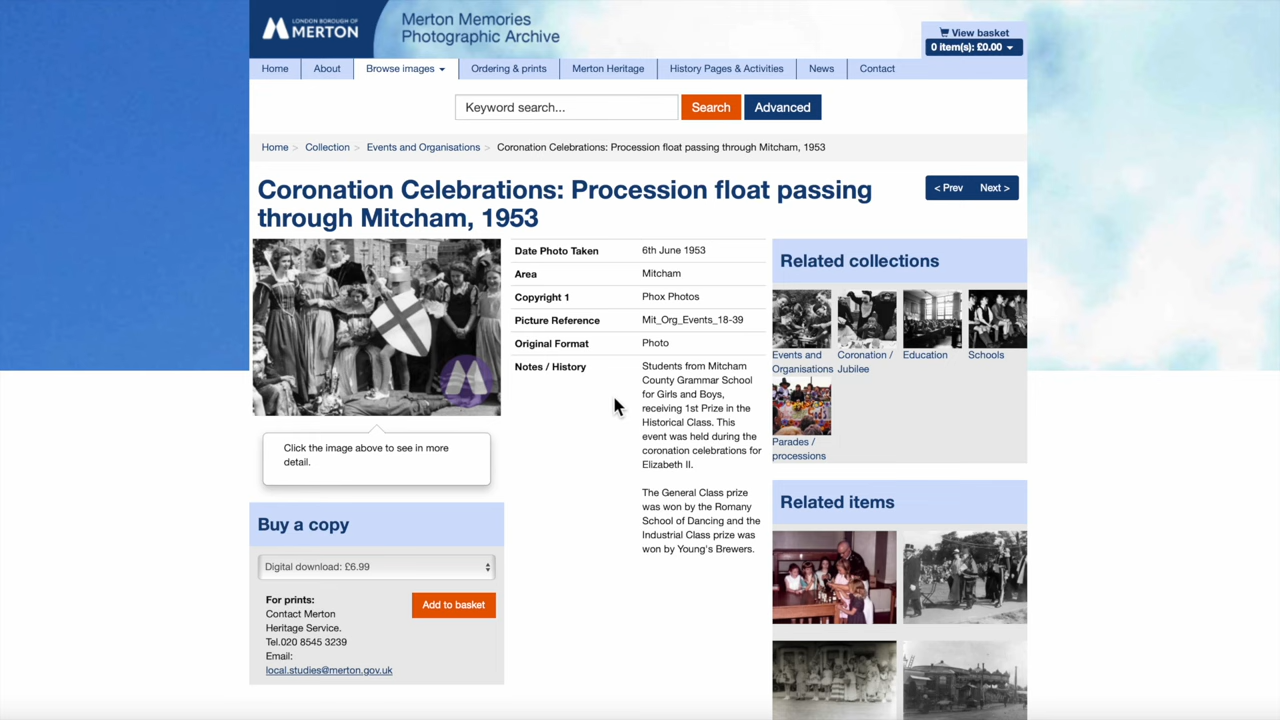 LONDON BOROUGH OF
MERTON
Merton Memories
Photographic Archive
View basket
0 item(s): £0.00
Home
About
Browse images
Ordering & prints
Merton Heritage
History Pages & Activities
News
Contact
Keyword search...
Search
Advanced
Home > Collection > Events and Organisations > Coronation Celebrations: Procession float passing through Mitcham, 1953
Coronation Celebrations: Procession float passing
through Mitcham, 1953
< Prev
Next >
Date Photo Taken 6th June 1953
Area Mitcham
Copyright 1 Phox Photos
Picture Reference Mit_Org_Events_18-39
Original Format Photo
Notes / History Students from Mitcham
County Grammar School
for Girls and Boys,
receiving 1st Prize in the
Historical Class. This
event was held during the
coronation celebrations for
Elizabeth II.
The General Class prize
was won by the Romany
School of Dancing and the
Industrial Class prize was
won by Young's Brewers.
Click the image above to see in more
detail.
Buy a copy
Digital download: £6.99
Add to basket
For prints:
Contact Merton
Heritage Service.
Tel.020 8545 3239
Email:
local.studies@merton.gov.uk
Related collections
Events and
Organisations
Coronation /
Jubilee
Education
Schools
Parades /
processions
Related items